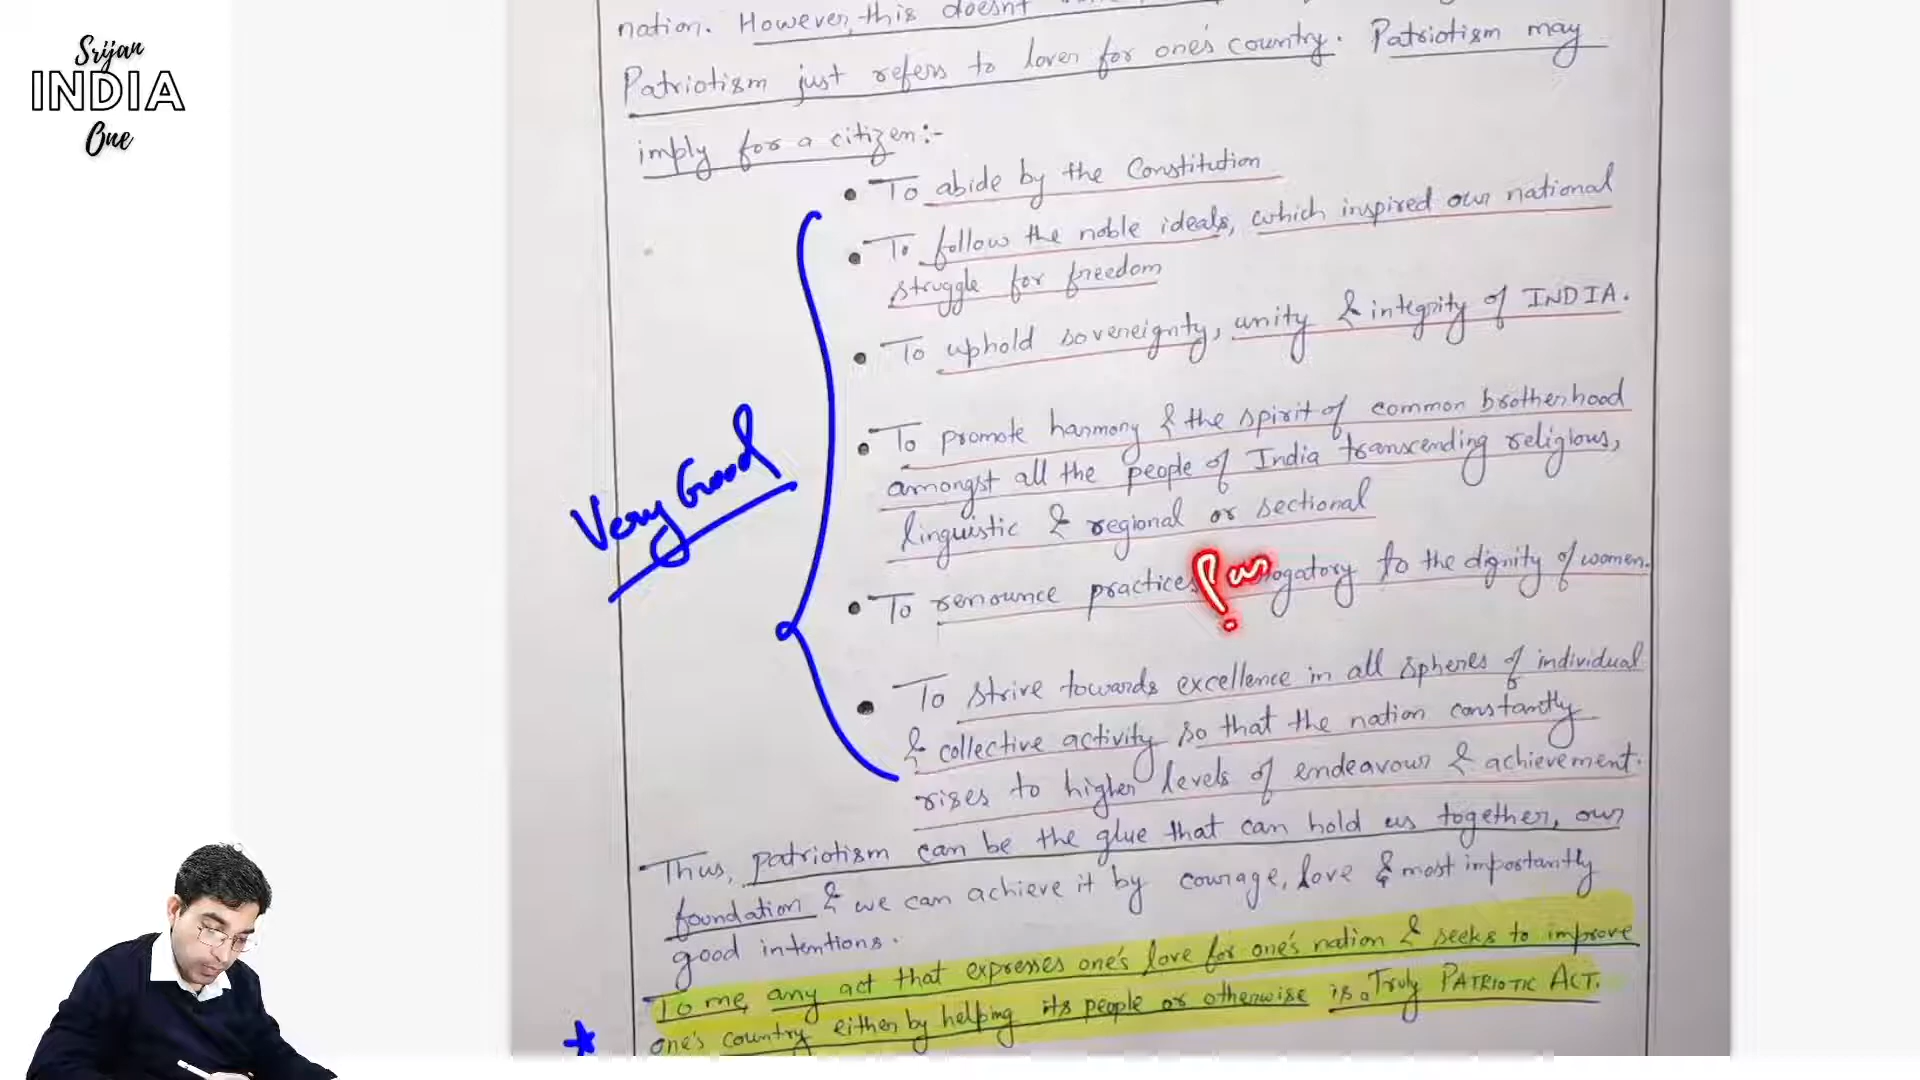 Srijan
INDIA
One
nation. However, this doesnt
Patriotism just refers to lover for one's country. Patriotism may
imply for a citizen:-
• To abide by the Constitution
• To follow the noble ideals, which inspired our national
struggle for freedom
• To uphold sovereignty, unity & integrity of INDIA.
• To promote harmony & the spirit of common brotherhood
amongst all the people of India transcending religious,
linguistic & regional or sectional
Very Good
• To renounce practices ogatory to the dignity of women.
• To strive towards excellence in all spheres of individual
& collective activity so that the nation constantly
rises to higher levels of endeavour & achievement.
Thus, patriotism can be the glue that can hold us together, our
foundation & we can achieve it by courage, love & most importantly
good intentions.
To me, any act that expresses one's love for one's nation & seeks to improve
one's country either by helping its people or otherwise is a Truly PATRIOTIC ACT.